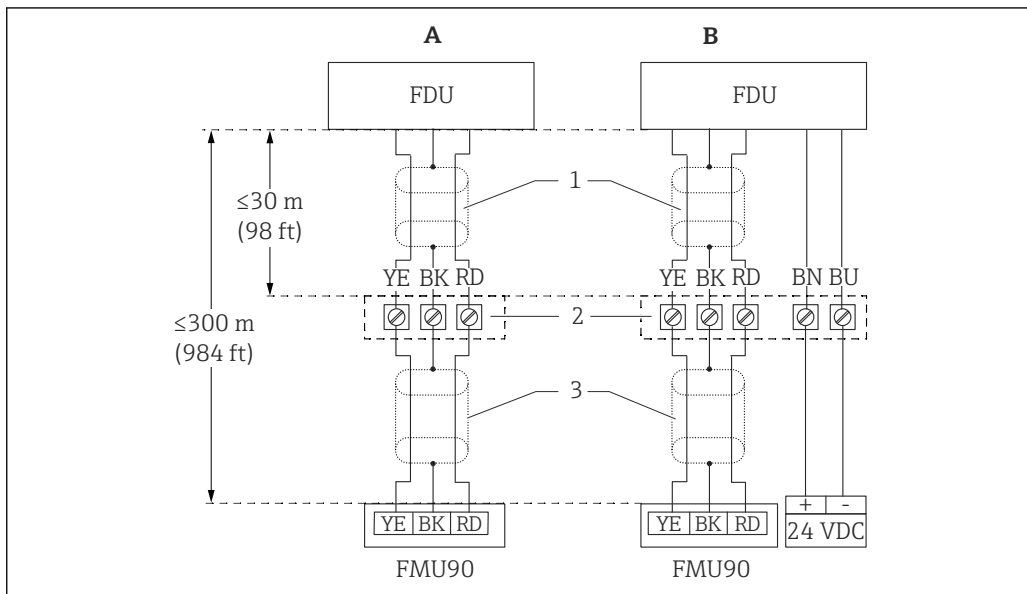 A B
FDU FDU
1
≤30 m
(98 ft)
YE BK RD YE BK RD BN BU
2
≤300 m
(984 ft)
3
YE BK RD YE BK RD + -
24 VDC
FMU90 FMU90